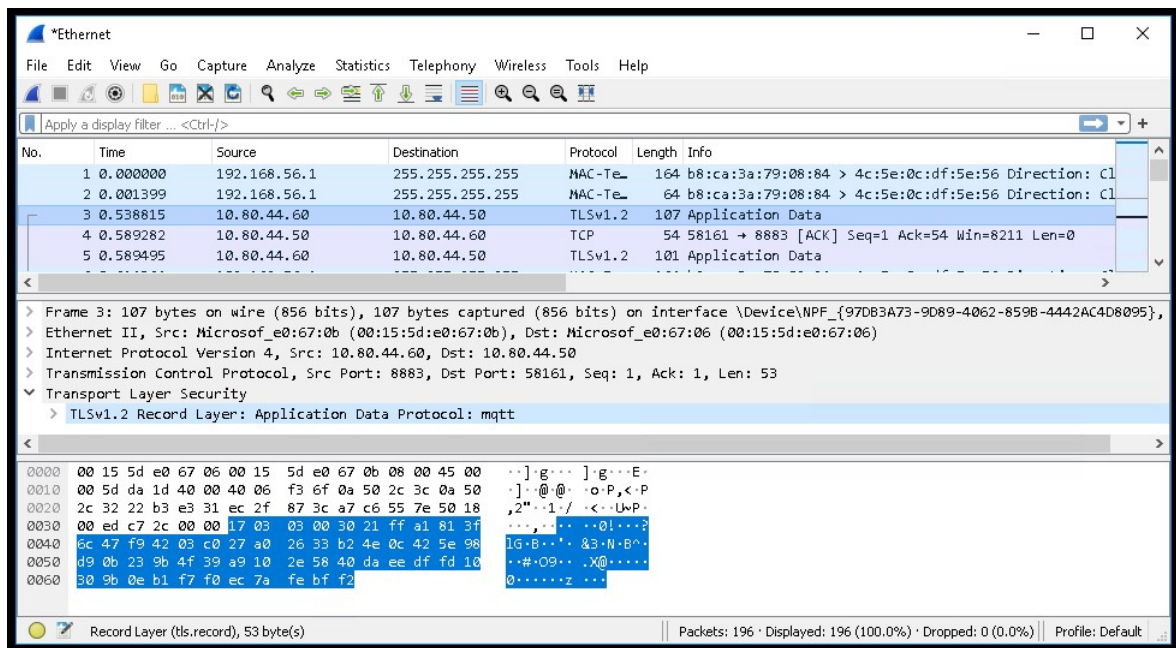 *Ethernet
File Edit View Go Capture Analyze Statistics Telephony Wireless Tools Help
Apply a display filter ... <Ctrl-/>
No. Time Source Destination Protocol Length Info
1 0.000000 192.168.56.1 255.255.255.255 MAC-Te… 164 b8:ca:3a:79:08:84 > 4c:5e:0c:df:5e:56 Direction: Cl
2 0.001399 192.168.56.1 255.255.255.255 MAC-Te… 64 b8:ca:3a:79:08:84 > 4c:5e:0c:df:5e:56 Direction: Cl
3 0.538815 10.80.44.60 10.80.44.50 TLSv1.2 107 Application Data
4 0.589282 10.80.44.50 10.80.44.60 TCP 54 58161 → 8883 [ACK] Seq=1 Ack=54 Win=8211 Len=0
5 0.589495 10.80.44.60 10.80.44.50 TLSv1.2 101 Application Data
> Frame 3: 107 bytes on wire (856 bits), 107 bytes captured (856 bits) on interface \Device\NPF_{97DB3A73-9D89-4062-859B-4442AC4D8095},
> Ethernet II, Src: Microsof_e0:67:0b (00:15:5d:e0:67:0b), Dst: Microsof_e0:67:06 (00:15:5d:e0:67:06)
> Internet Protocol Version 4, Src: 10.80.44.60, Dst: 10.80.44.50
> Transmission Control Protocol, Src Port: 8883, Dst Port: 58161, Seq: 1, Ack: 1, Len: 53
Transport Layer Security
> TLSv1.2 Record Layer: Application Data Protocol: mqtt
0000 00 15 5d e0 67 06 00 15 5d e0 67 0b 08 00 45 00 ··]·g··· ]·g···E·
0010 00 5d da 1d 40 00 40 06 f3 6f 0a 50 2c 3c 0a 50 ·]··@·@· ·o·P,<·P
0020 2c 32 22 b3 e3 31 ec 2f 87 3c a7 c6 55 7e 50 18 ,2"··1·/ ·<··U~P·
0030 00 ed c7 2c 00 00 17 03 03 00 30 21 ff a1 81 3f ···,···· ··0!···?
0040 6c 47 f9 42 03 c0 27 a0 26 33 b2 4e 0c 42 5e 98 lG·B··'· &3·N·B^·
0050 d9 0b 23 9b 4f 39 a9 10 2e 58 40 da ee df fd 10 ··#·O9·· .X@·····
0060 30 9b 0e b1 f7 f0 ec 7a fe bf f2 0······z ···
Record Layer (tls.record), 53 byte(s) Packets: 196 · Displayed: 196 (100.0%) · Dropped: 0 (0.0%) Profile: Default